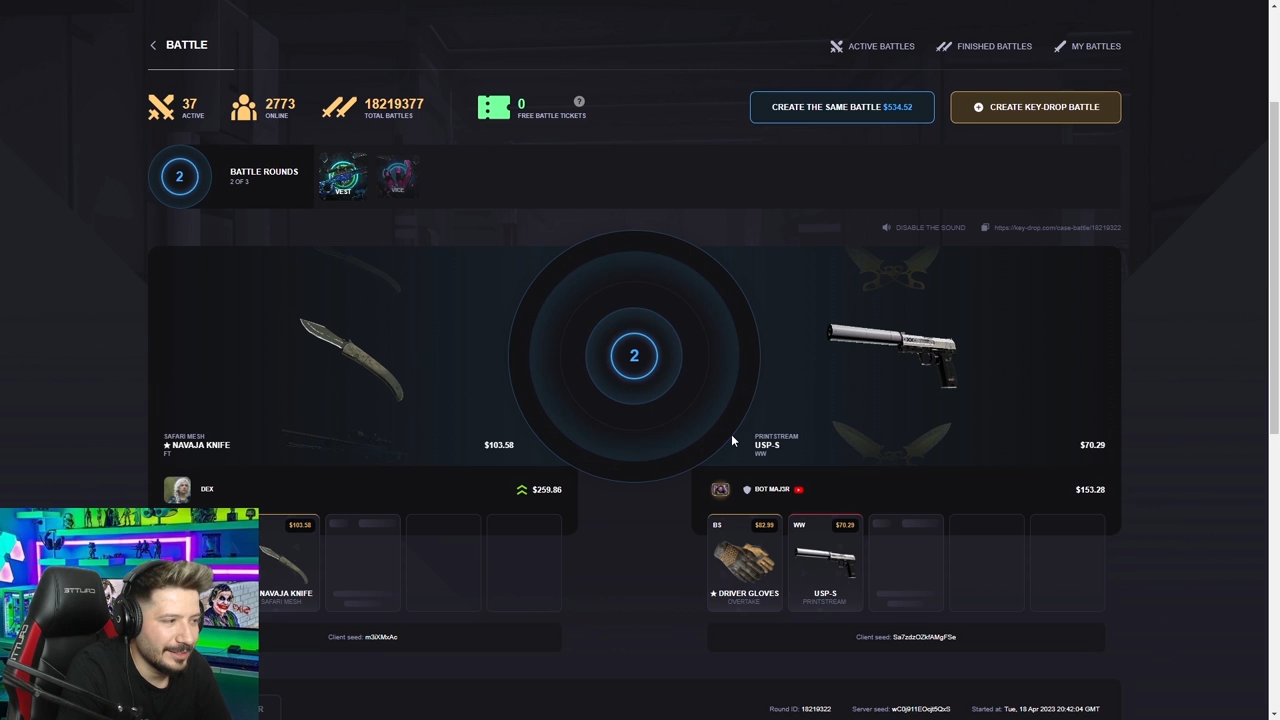 BATTLE
ACTIVE BATTLES
FINISHED BATTLES
MY BATTLES
37
ACTIVE
2773
ONLINE
18219377
TOTAL BATTLES
0
?
FREE BATTLE TICKETS
CREATE THE SAME BATTLE $534.52
CREATE KEY-DROP BATTLE
2
BATTLE ROUNDS
2 OF 3
VEST
VICE
DISABLE THE SOUND
https://key-drop.com/case-battle/18219322
2
SAFARI MESH
★ NAVAJA KNIFE
FT
$103.58
PRINTSTREAM
USP-S
WW
$70.29
DEX
$259.86
BOT MAJ3R
$153.28
$103.58
NAVAJA KNIFE
SAFARI MESH
BS
$82.99
★ DRIVER GLOVES
OVERTAKE
WW
$70.29
USP-S
PRINTSTREAM
Client seed: m3iXMxAc
Client seed: Sa7zdzOZkfAMgFSe
R
Round ID: 18219322
Server seed: wC0j911EOcjt5QxS
Started at: Tue, 18 Apr 2023 20:42:04 GMT